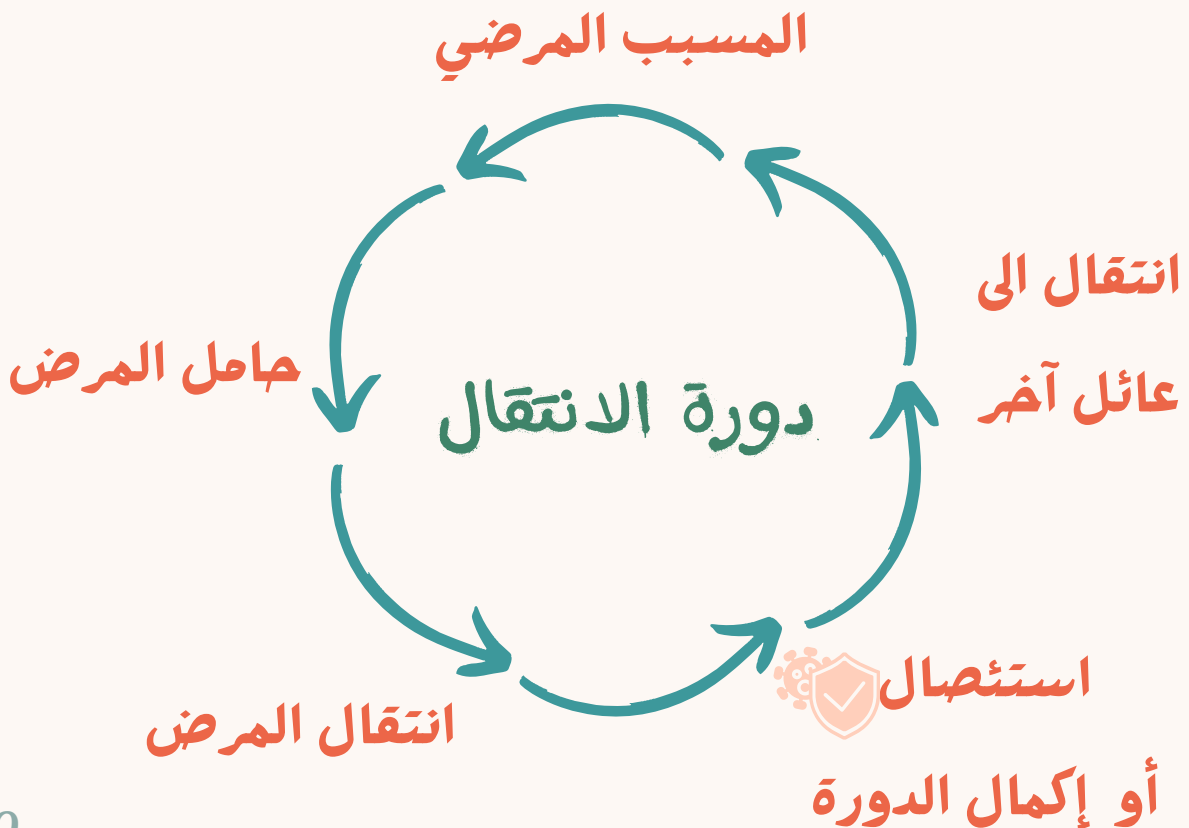 المسبب المرضي
حامل المرض
دورة الانتقال
انتقال الى
عائل آخر
انتقال المرض
استئصال
أو إكمال الدورة